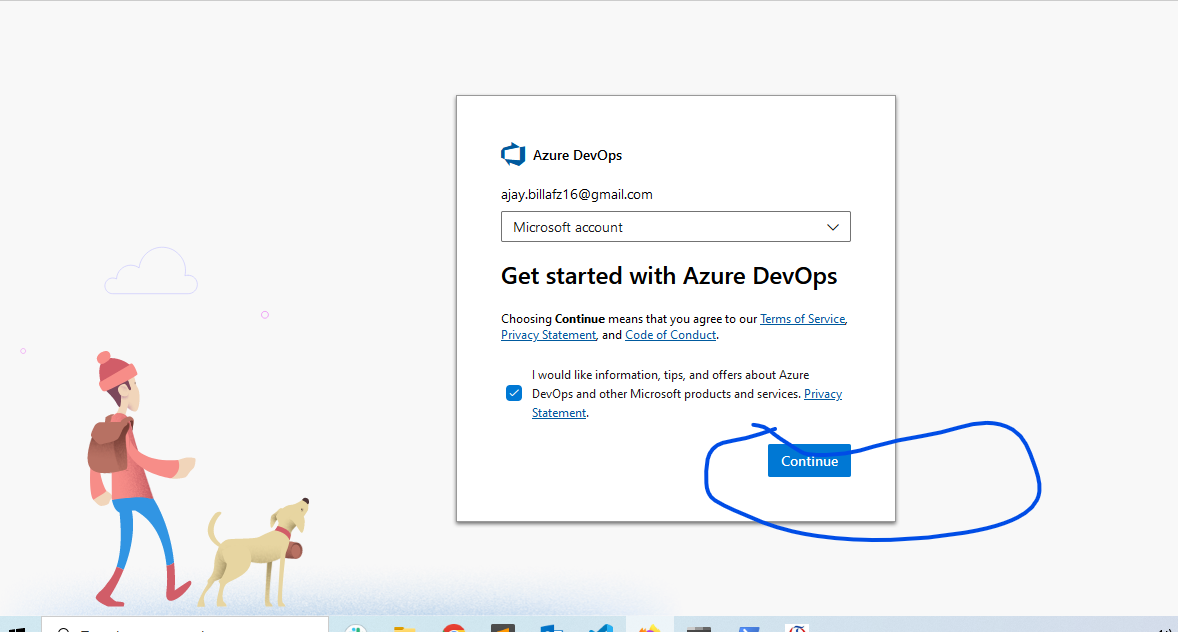 Azure DevOps
ajay.billafz16@gmail.com
Microsoft account
Get started with Azure DevOps
Choosing Continue means that you agree to our Terms of Service,
Privacy Statement, and Code of Conduct.
I would like information, tips, and offers about Azure
DevOps and other Microsoft products and services. Privacy
Statement.
Continue